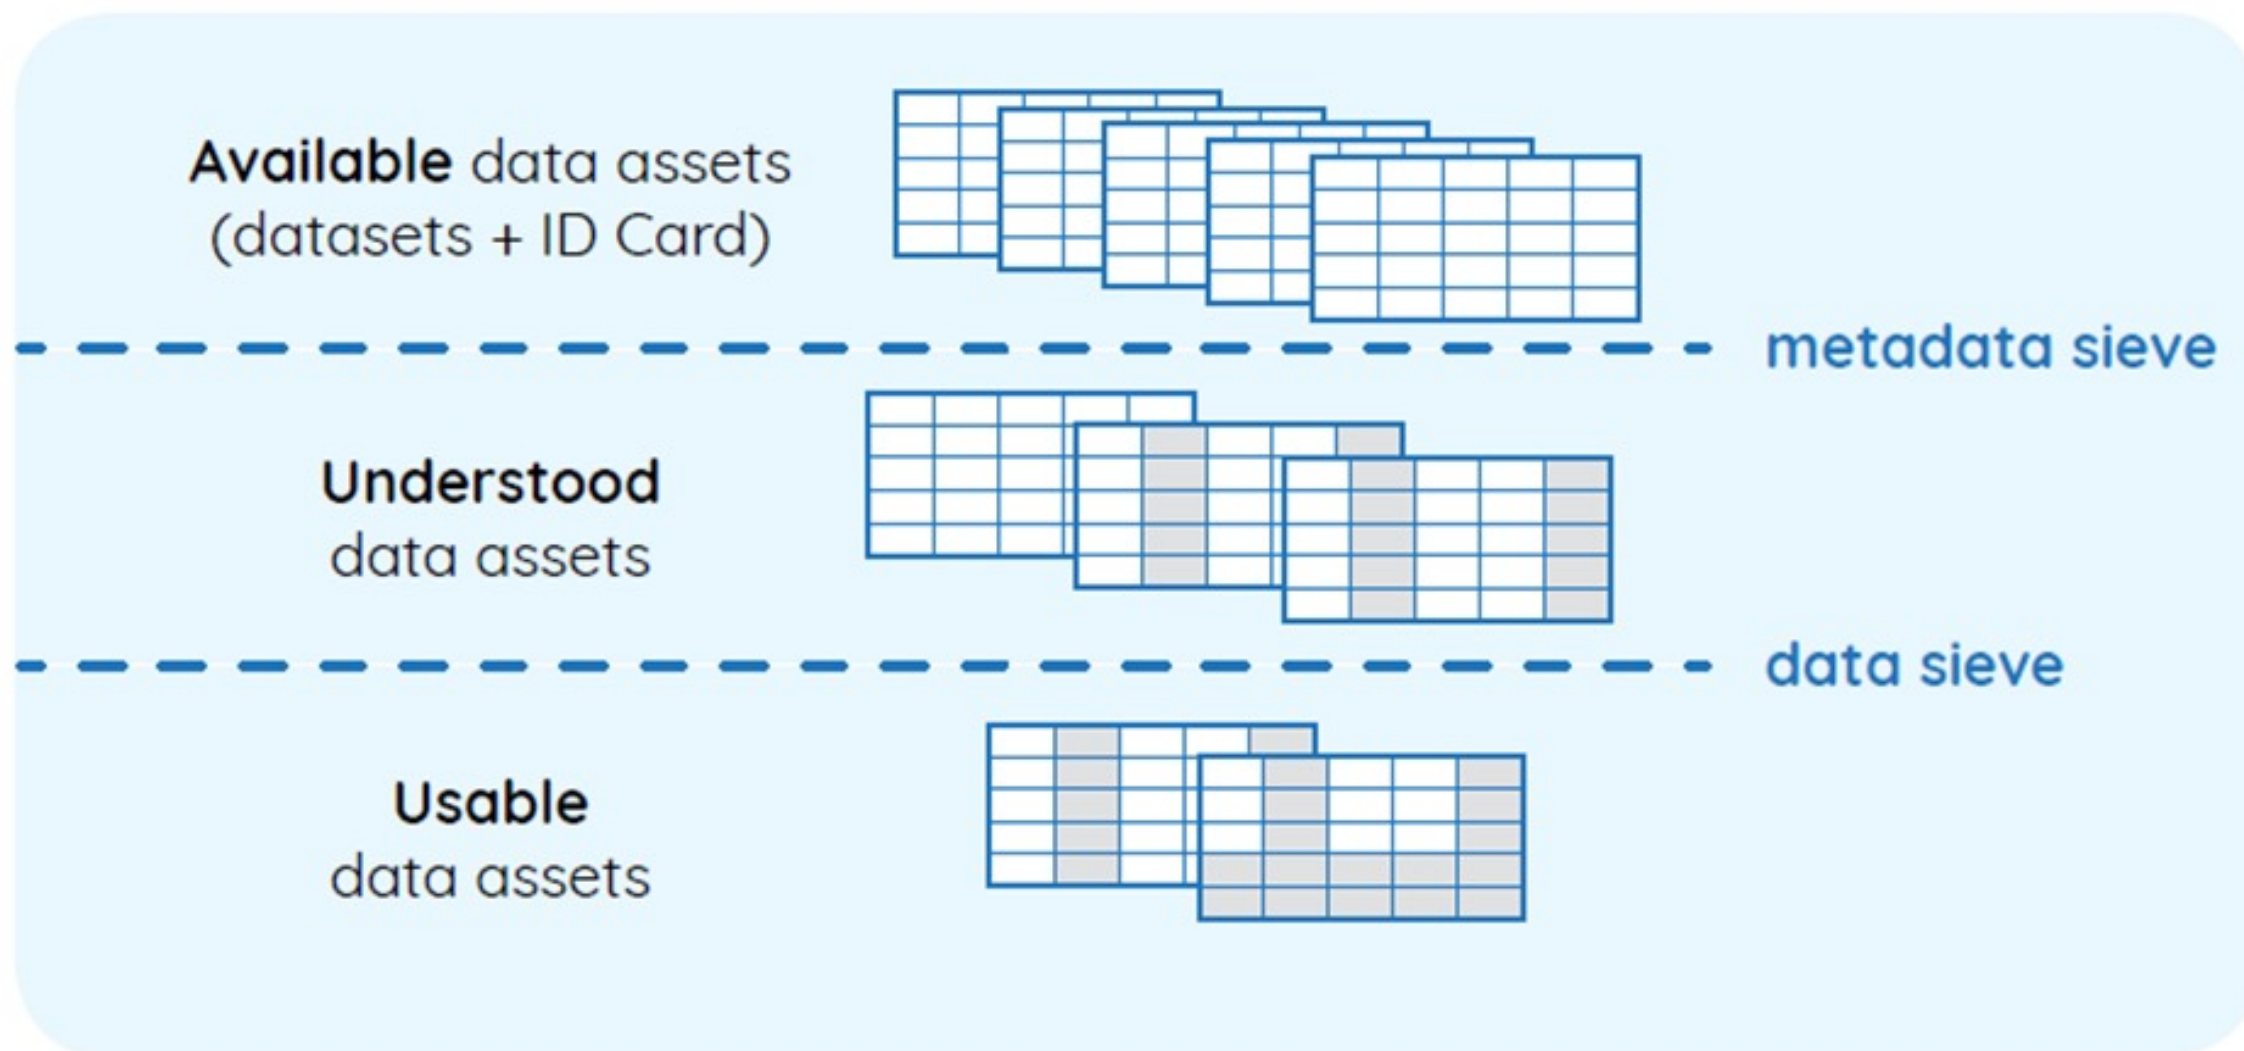 Available data assets
(datasets + ID Card)
metadata sieve
Understood
data assets
data sieve
Usable
data assets